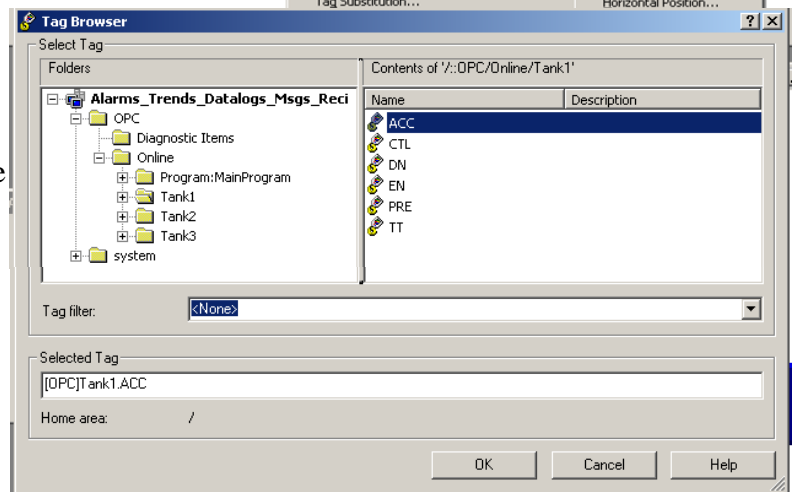 Tag Substitution...
Horizontal Position...
Tag Browser
Select Tag
Folders
Contents of '/::OPC/Online/Tank1'
Alarms_Trends_Datalogs_Msgs_Reci
OPC
Diagnostic Items
Online
Program:MainProgram
Tank1
Tank2
Tank3
system
Name Description
ACC
CTL
DN
EN
PRE
TT
Tag filter: <None>
Selected Tag
[OPC]Tank1.ACC
Home area: /
OK Cancel Help